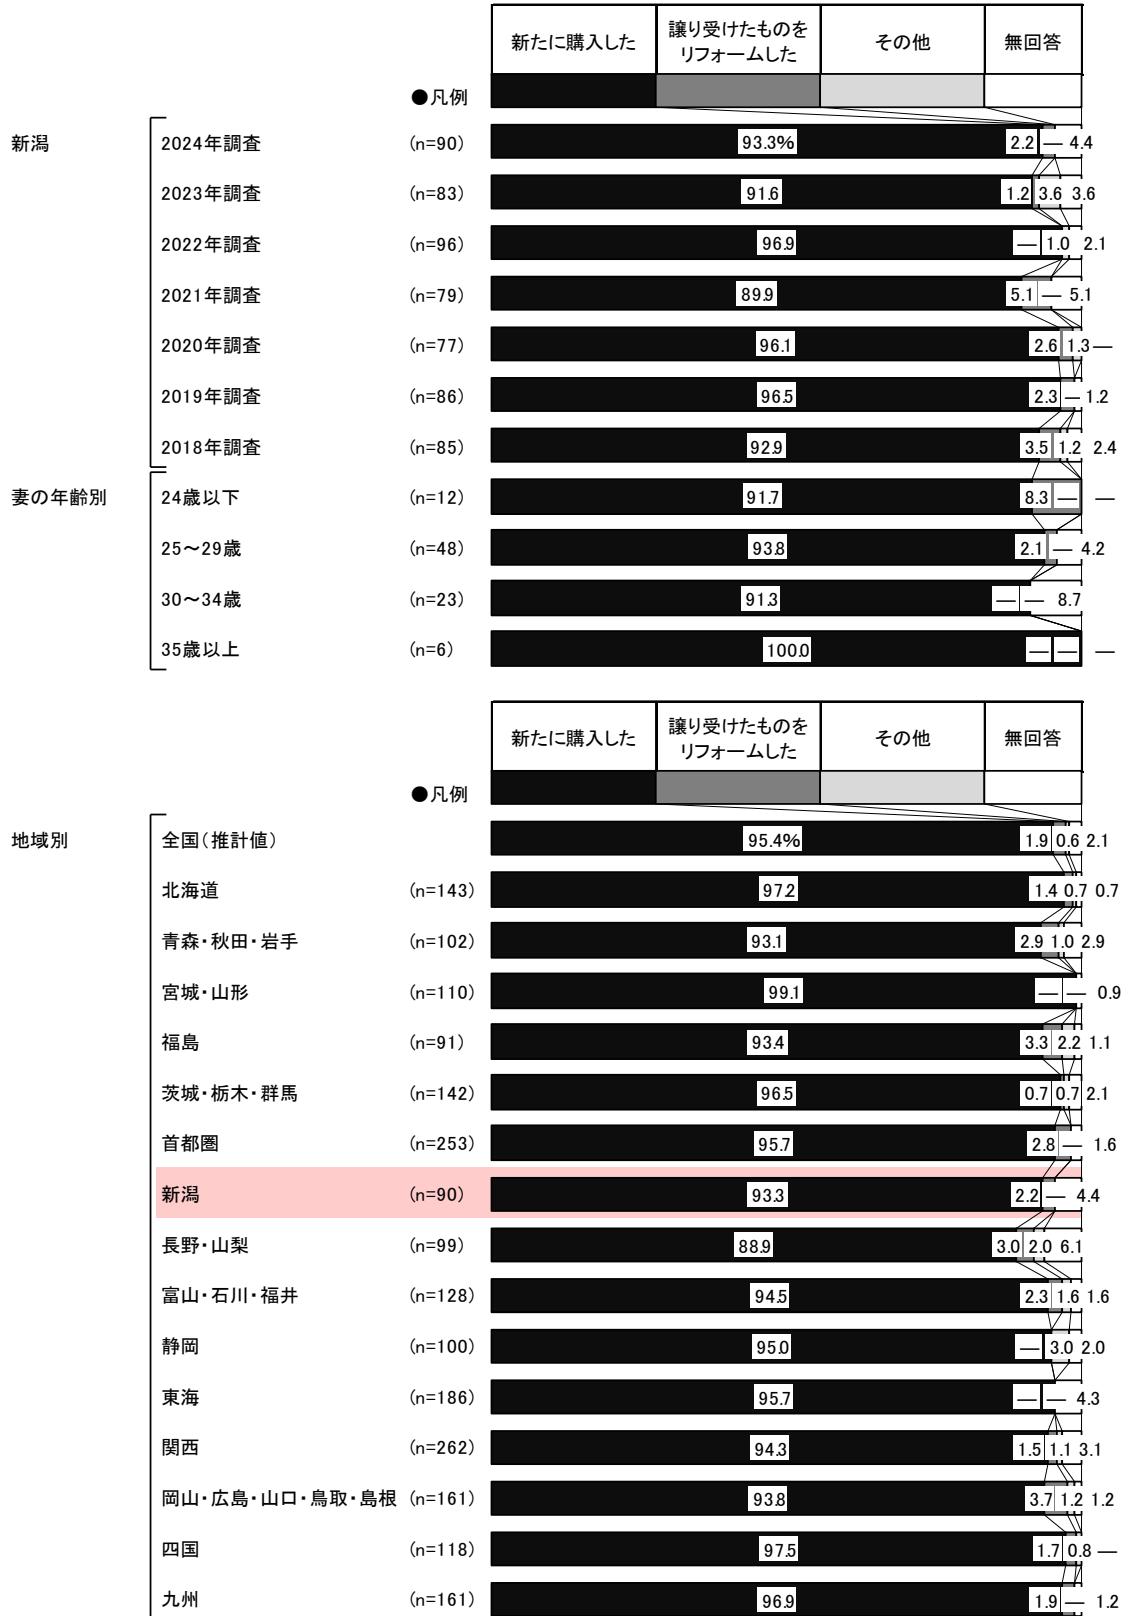 新たに購入した 譲り受けたものを
リフォームした その他 無回答
●凡例
新潟 2024年調査 (n=90) 93.3% 2.2 — 4.4
2023年調査 (n=83) 91.6 1.2 3.6 3.6
2022年調査 (n=96) 96.9 — 1.0 2.1
2021年調査 (n=79) 89.9 5.1 — 5.1
2020年調査 (n=77) 96.1 2.6 1.3 —
2019年調査 (n=86) 96.5 2.3 — 1.2
2018年調査 (n=85) 92.9 3.5 1.2 2.4
妻の年齢別 24歳以下 (n=12) 91.7 8.3 — —
25～29歳 (n=48) 93.8 2.1 — 4.2
30～34歳 (n=23) 91.3 — — 8.7
35歳以上 (n=6) 100.0 — — —
新たに購入した 譲り受けたものを
リフォームした その他 無回答
●凡例
地域別 全国（推計値） 95.4% 1.9 0.6 2.1
北海道 (n=143) 97.2 1.4 0.7 0.7
青森・秋田・岩手 (n=102) 93.1 2.9 1.0 2.9
宮城・山形 (n=110) 99.1 — — 0.9
福島 (n=91) 93.4 3.3 2.2 1.1
茨城・栃木・群馬 (n=142) 96.5 0.7 0.7 2.1
首都圏 (n=253) 95.7 2.8 — 1.6
新潟 (n=90) 93.3 2.2 — 4.4
長野・山梨 (n=99) 88.9 3.0 2.0 6.1
富山・石川・福井 (n=128) 94.5 2.3 1.6 1.6
静岡 (n=100) 95.0 — 3.0 2.0
東海 (n=186) 95.7 — — 4.3
関西 (n=262) 94.3 1.5 1.1 3.1
岡山・広島・山口・鳥取・島根 (n=161) 93.8 3.7 1.2 1.2
四国 (n=118) 97.5 1.7 0.8 —
九州 (n=161) 96.9 1.9 — 1.2